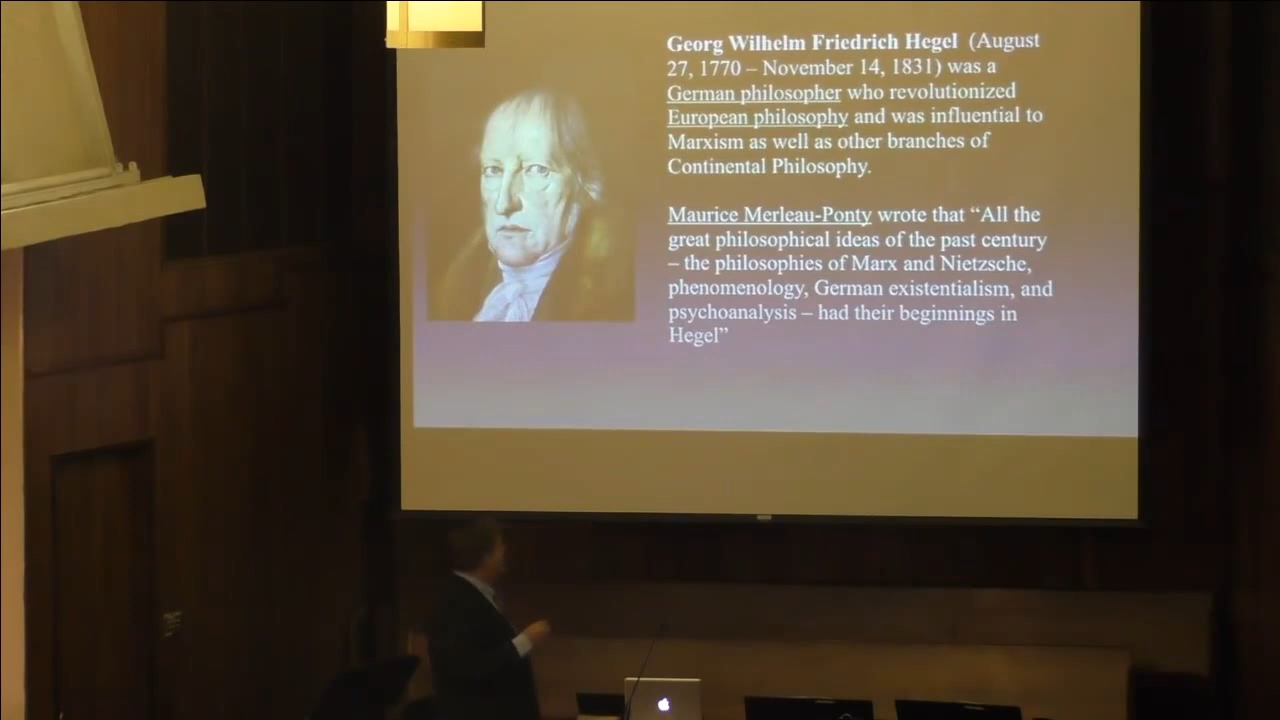 Georg Wilhelm Friedrich Hegel (August
27, 1770 – November 14, 1831) was a
German philosopher who revolutionized
European philosophy and was influential to
Marxism as well as other branches of
Continental Philosophy.
Maurice Merleau-Ponty wrote that “All the
great philosophical ideas of the past century
– the philosophies of Marx and Nietzsche,
phenomenology, German existentialism, and
psychoanalysis – had their beginnings in
Hegel”